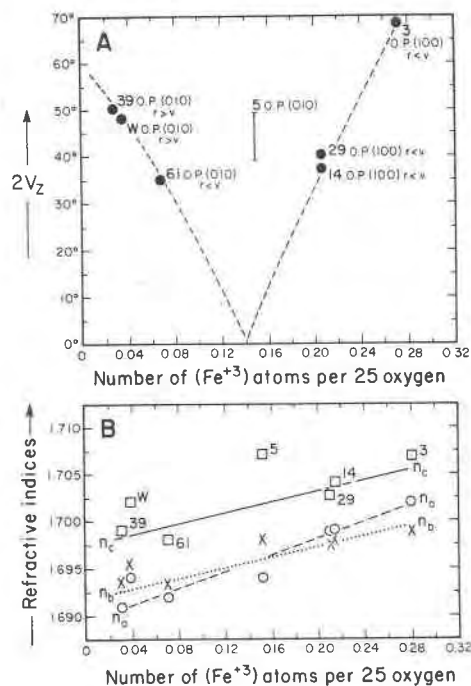 A
70°
60°
50°
40°
30°
20°
10°
0°
2Vz
3
O.P.(100)
r<v
39 O.P.(010)
r>v
W O.P.(010)
r>v
61 O.P.(010)
r<v
5 O.P.(010)
29 O.P.(100) r<v
14 O.P.(100) r<v
0 0.04 0.08 0.12 0.16 0.20 0.24 0.28 0.32
Number of (Fe+3) atoms per 25 oxygen
B
Refractive indices
1.710
1.705
1.700
1.695
1.690
5
3
W
14
nc
39
29
na
nc
61
nb
nb
na
0 0.04 0.08 0.12 0.16 0.20 0.24 0.28 0.32
Number of (Fe+3) atoms per 25 oxygen